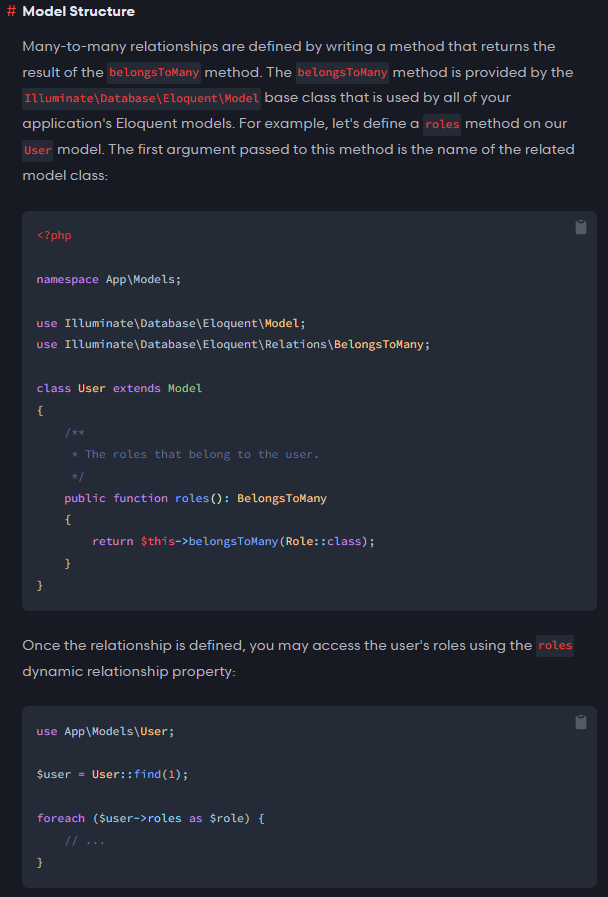 # Model Structure
Many-to-many relationships are defined by writing a method that returns the
result of the belongsToMany method. The belongsToMany method is provided by the
Illuminate\Database\Eloquent\Model base class that is used by all of your
application's Eloquent models. For example, let's define a roles method on our
User model. The first argument passed to this method is the name of the related
model class:
<?php
namespace App\Models;
use Illuminate\Database\Eloquent\Model;
use Illuminate\Database\Eloquent\Relations\BelongsToMany;
class User extends Model
{
    /**
     * The roles that belong to the user.
     */
    public function roles(): BelongsToMany
    {
        return $this->belongsToMany(Role::class);
    }
}
Once the relationship is defined, you may access the user's roles using the roles
dynamic relationship property:
use App\Models\User;
$user = User::find(1);
foreach ($user->roles as $role) {
    // ...
}